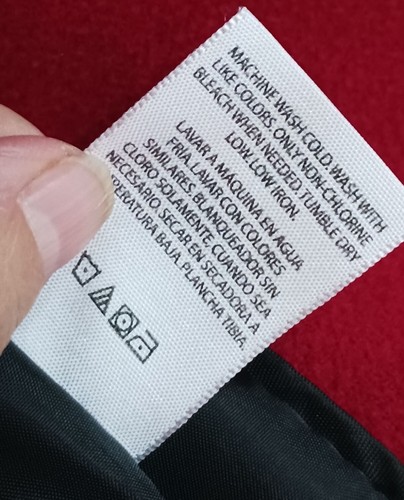 MACHINE WASH COLD WASH WITH
LIKE COLORS ONLY NON-CHLORINE
BLEACH WHEN NEEDED. TUMBLE DRY
LOW. LOW IRON.
LAVAR A MAQUINA EN AGUA
FRIA. LAVAR CON COLORES
SIMILARES. BLANQUEADOR SIN
CLORO SOLAMENTE CUANDO SEA
NECESARIO. SECAR EN SECADORA A
PERATURA BAJA. PLANCHA TIBIA.